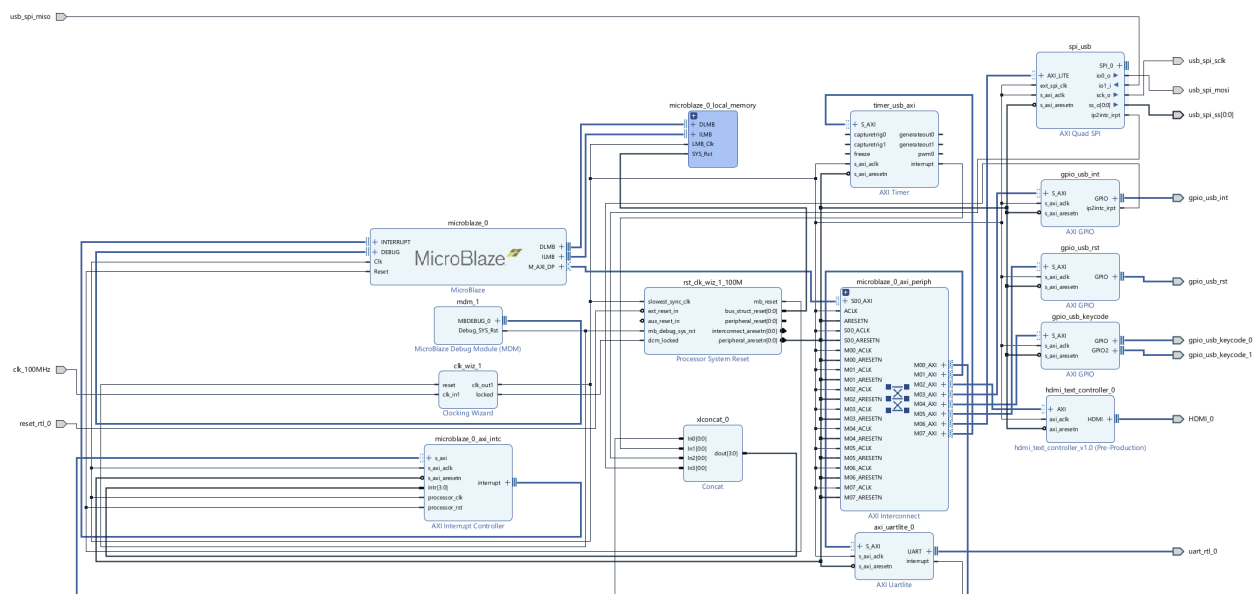 usb_spi_miso
spi_usb
SPI_0
AXI_LITE
io0_o
ext_spi_clk
io1_i
s_axi_aclk
sck_o
s_axi_aresetn
ss_o[0:0]
ip2intc_irpt
AXI Quad SPI
usb_spi_sclk
usb_spi_mosi
usb_spi_ss[0:0]
microblaze_0_local_memory
DLMB
ILMB
LMB_Clk
SYS_Rst
timer_usb_axi
S_AXI
capturetrig0
generateout0
capturetrig1
generateout1
freeze
pwm0
s_axi_aclk
interrupt
s_axi_aresetn
AXI Timer
gpio_usb_int
S_AXI
GPIO
s_axi_aclk
ip2intc_irpt
s_axi_aresetn
AXI GPIO
gpio_usb_int
microblaze_0
INTERRUPT
DLMB
DEBUG
ILMB
Clk
M_AXI_DP
Reset
MicroBlaze
MicroBlaze
gpio_usb_rst
S_AXI
s_axi_aclk
GPIO
s_axi_aresetn
AXI GPIO
gpio_usb_rst
mdm_1
MBDEBUG_0
Debug_SYS_Rst
MicroBlaze Debug Module (MDM)
rst_clk_wiz_1_100M
slowest_sync_clk
mb_reset
ext_reset_in
bus_struct_reset[0:0]
aux_reset_in
peripheral_reset[0:0]
mb_debug_sys_rst
interconnect_aresetn[0:0]
dcm_locked
peripheral_aresetn[0:0]
Processor System Reset
microblaze_0_axi_periph
S00_AXI
ACLK
ARESETN
S00_ACLK
S00_ARESETN
M00_ACLK
M00_ARESETN
M01_ACLK
M01_ARESETN
M02_ACLK
M02_ARESETN
M03_ACLK
M03_ARESETN
M04_ACLK
M04_ARESETN
M05_ACLK
M05_ARESETN
M06_ACLK
M06_ARESETN
M07_ACLK
M07_ARESETN
M00_AXI
M01_AXI
M02_AXI
M03_AXI
M04_AXI
M05_AXI
M06_AXI
M07_AXI
AXI Interconnect
gpio_usb_keycode
S_AXI
GPIO
s_axi_aclk
GPIO2
s_axi_aresetn
AXI GPIO
gpio_usb_keycode_0
gpio_usb_keycode_1
clk_100MHz
clk_wiz_1
reset
clk_out1
clk_in1
locked
Clocking Wizard
hdmi_text_controller_0
AXI
axi_aclk
HDMI
axi_aresetn
hdmi_text_controller_v1.0 (Pre-Production)
HDMI_0
reset_rtl_0
microblaze_0_axi_intc
s_axi
s_axi_aclk
s_axi_aresetn
intr[3:0]
processor_clk
processor_rst
interrupt
AXI Interrupt Controller
xlconcat_0
In0[0:0]
In1[0:0]
In2[0:0]
In3[0:0]
dout[3:0]
Concat
axi_uartlite_0
S_AXI
UART
s_axi_aclk
interrupt
s_axi_aresetn
AXI Uartlite
uart_rtl_0